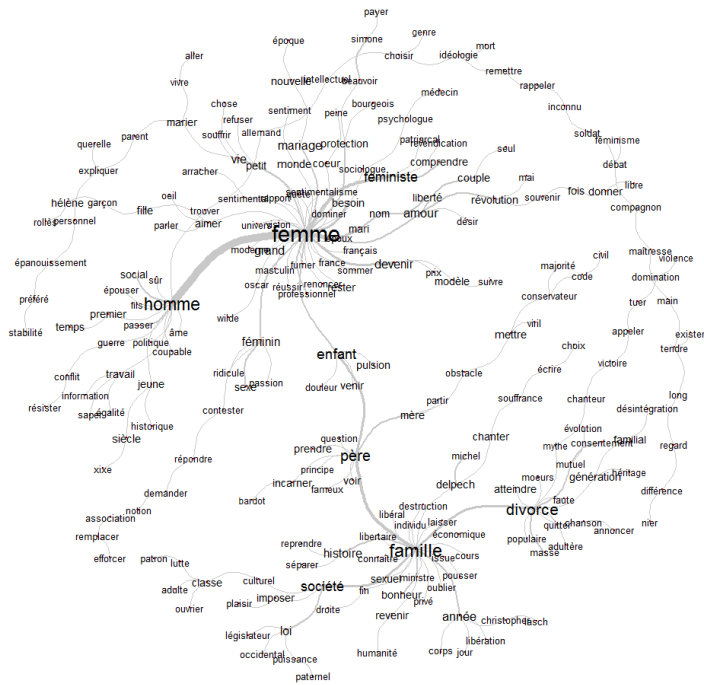 payer
mort
genre
époque
simone
idéologie
aller
choisir
remettre
nouvelle
intellectuel
beauvoir
rappeler
vivre
médecin
chose
sentiment
bourgeois
inconnu
peine
refuser
psychologue
marier
allemand
soldat
parent
souffrir
protection
patriarcal
féminisme
querelle
mariage
revendication
seul
vie
petit
monde
coeur
comprendre
débat
expliquer
arracher
sociologue
féministe
couple
mai
libre
fois
donner
sentimentalisme
oeil
sentimental
rapport
quête
liberté
révolution
souvenir
hélène
garçon
besoin
compagnon
fille
trouver
dominer
nom
amour
rollès
personnel
aimer
désir
parler
univers
vision
mari
femme
époux
moderne
grand
français
maîtresse
violence
épanouissement
masculin
fumer
france
devenir
majorité
civil
social
sûr
sommer
prix
code
domination
oscar
réussir
renoncer
modèle
suivre
épouser
rester
préféré
homme
fils
professionnel
conservateur
tuer
main
premier
wilde
stabilité
temps
passer
âme
viril
appeler
exister
guerre
politique
féminin
mettre
choix
coupable
enfant
tendre
pulsion
victoire
conflit
travail
ridicule
obstacle
écrire
information
jeune
sexe
passion
douleur
venir
long
résister
saper
égalité
contester
partir
souffrance
chanteur
mère
désintégration
historique
évolution
siècle
question
chanter
consentement
familial
regard
prendre
mythe
xixe
répondre
père
michel
mutuel
principe
voir
moeurs
génération
héritage
incarner
delpech
atteindre
différence
demander
fameux
bardot
faute
notion
destruction
divorce
association
libéral
individu
laisser
quitter
chanson
nier
annoncer
remplacer
libertaire
économique
populaire
adultère
reprendre
histoire
famille
masse
effotcer
patron
connaître
issue
cours
lutte
séparer
adulte
classe
culturel
société
sexuel
ministre
pousser
fin
oublier
plaisir
imposer
bonheur
privé
ouvrier
droite
revenir
année
christopher
lasch
législateur
loi
libération
occidental
puissance
humanité
corps
jour
paternel